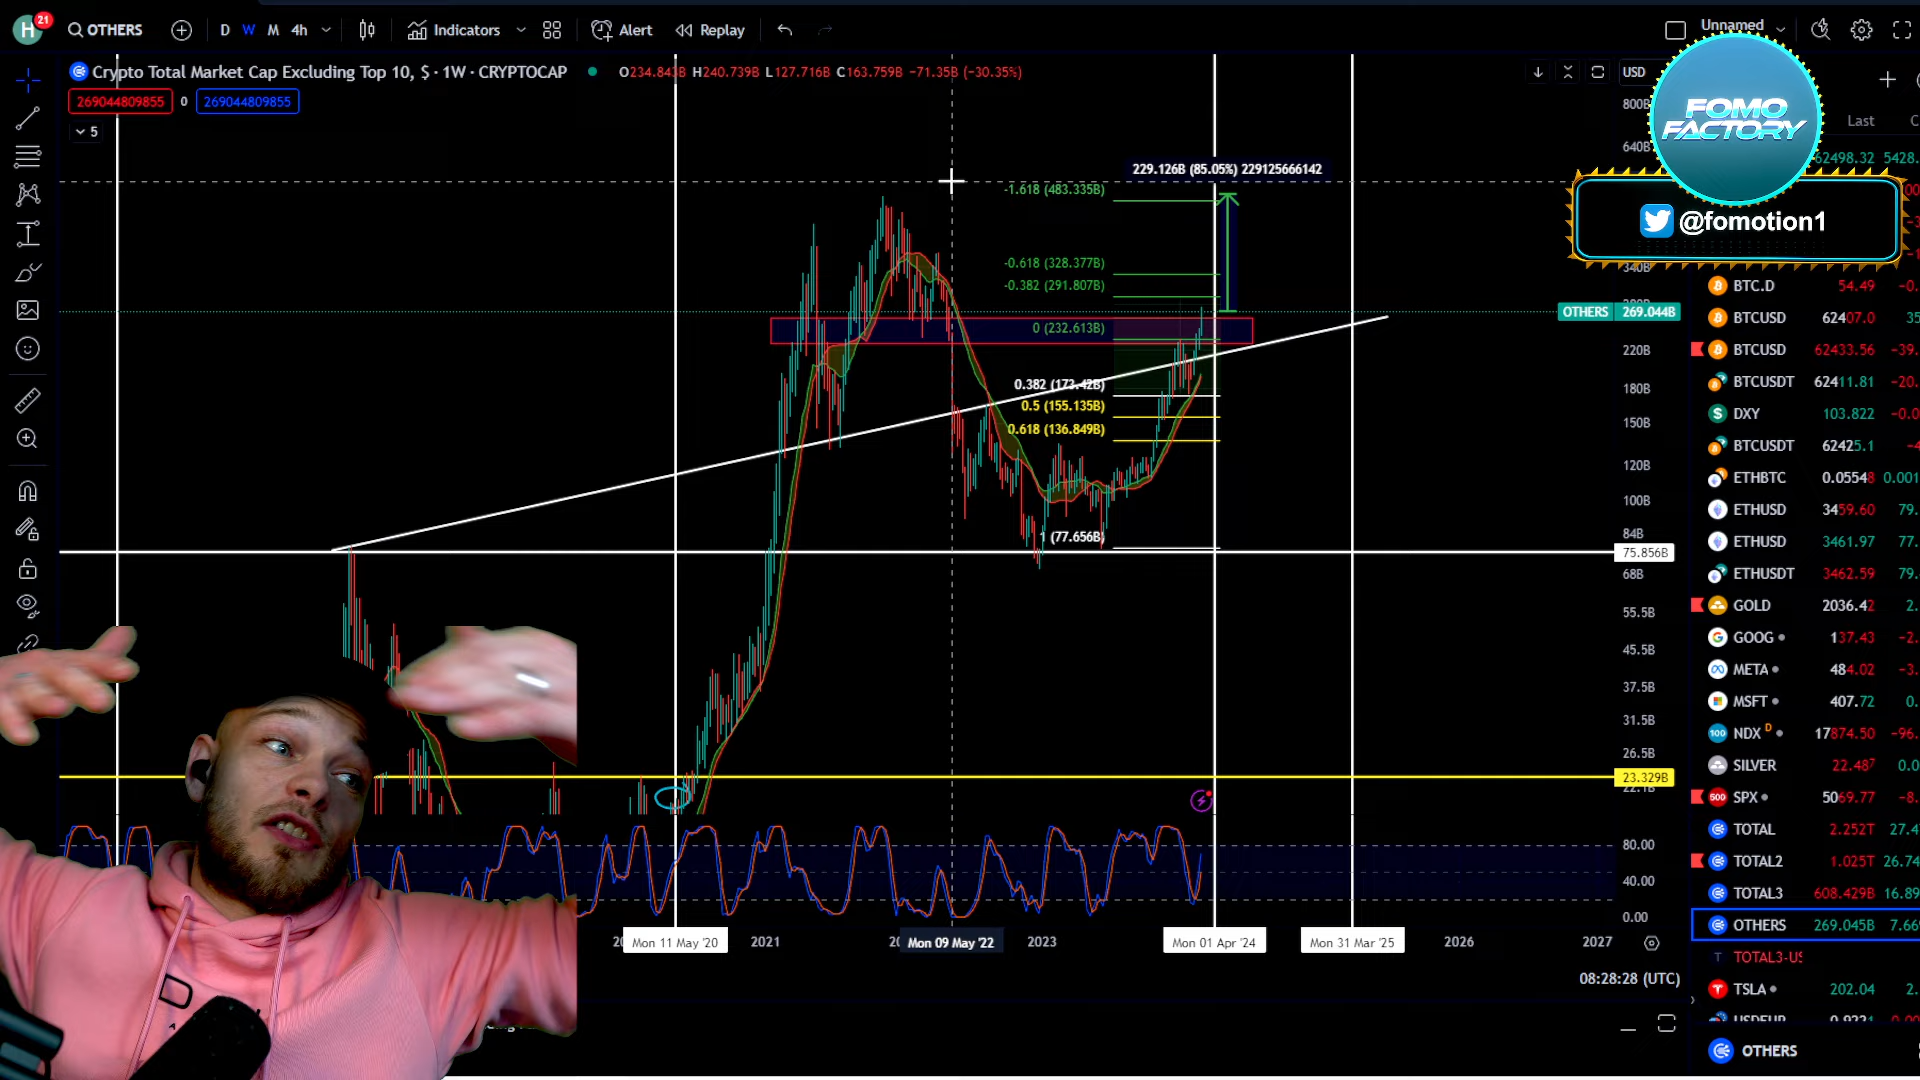 H 21 OTHERS D W M 4h Indicators Alert Replay Unnamed
Crypto Total Market Cap Excluding Top 10, $ · 1W · CRYPTOCAP O234.843B H240.739B L127.716B C163.759B −71.35B (−30.35%) USD
269044809855 0 269044809855
5
FOMO
FACTORY
@fomotion1
Last
229.126B (85.05%) 229125666142
-1.618 (483.335B)
-0.618 (328.377B)
-0.382 (291.807B)
0 (232.613B)
0.382 (173.42B)
0.5 (155.135B)
0.618 (136.849B)
1 (77.656B)
800B
640B
340B
OTHERS 269.044B
220B
180B
150B
120B
100B
84B
75.856B
68B
55.5B
45.5B
37.5B
31.5B
26.5B
23.329B
80.00
40.00
0.00
62498.32 5428.
BTC.D 54.49 -0.
BTCUSD 62407.0 35
BTCUSD 62433.56 -39.
BTCUSDT 62411.81 -20.
DXY 103.822 -0.0
BTCUSDT 62425.1 -4
ETHBTC 0.05548 0.001
ETHUSD 3459.60 79.
ETHUSD 3461.97 77.
ETHUSDT 3462.59 79.
GOLD 2036.42 2.
GOOG 137.43 -2.
META 484.02 -3.
MSFT 407.72 0.
NDX D 17874.50 -96.
SILVER 22.487 0.0
SPX 5069.77 -8.
TOTAL 2.252T 27.4
TOTAL2 1.025T 26.74
TOTAL3 608.429B 16.89
OTHERS 269.045B 7.66
TOTAL3-US
TSLA 202.04 2.
USDEUR 0.9221
Mon 11 May '20 2021 Mon 09 May '22 2023 Mon 01 Apr '24 Mon 31 Mar '25 2026 2027
08:28:28 (UTC)
OTHERS